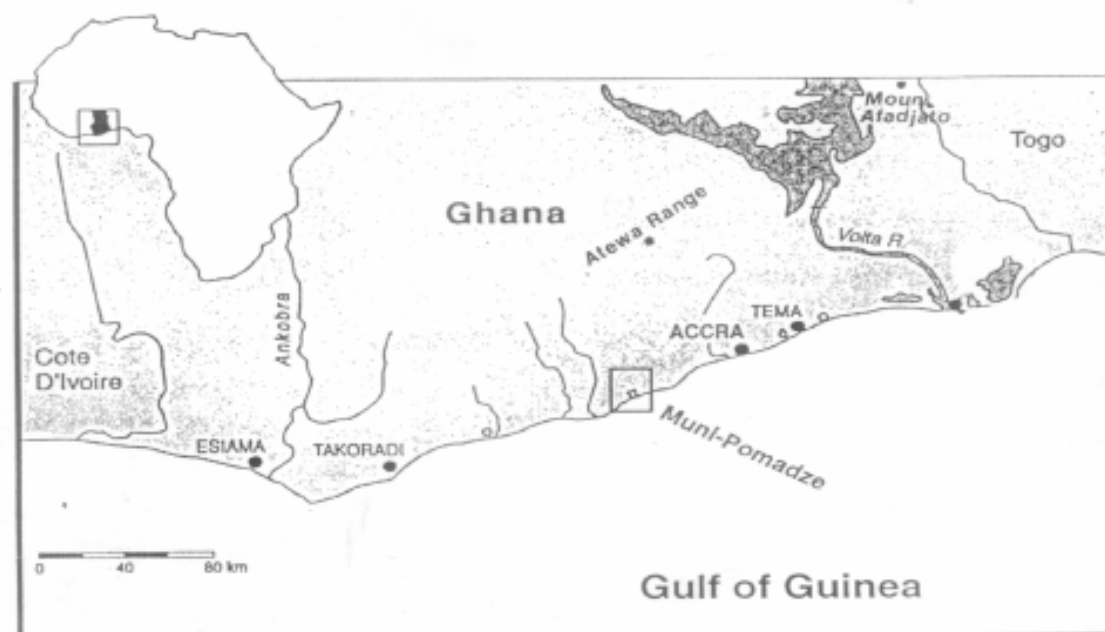 Moun.
Afadjato
Togo
Ghana
Atewa Range
Volta R.
Ankobra
TEMA
ACCRA
Cote
D'Ivoire
Muni-Pomadze
ESIAMA
TAKORADI
0 40 80 km
Gulf of Guinea